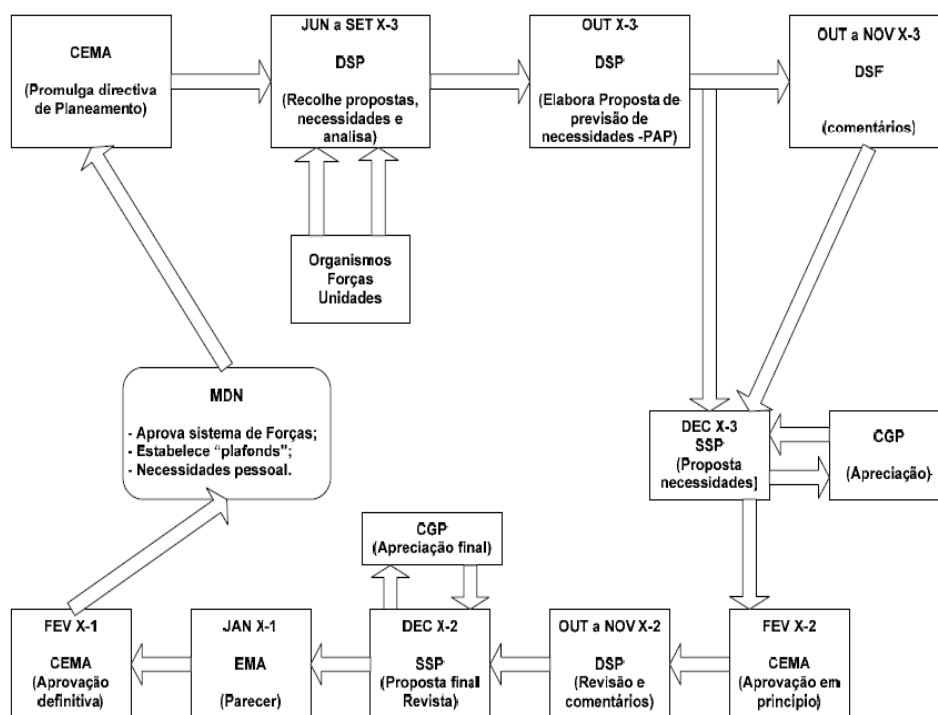 CEMA
(Promulga directiva
de Planeamento)
JUN a SET X-3
DSP
(Recolhe propostas,
necessidades e
analisa)
OUT X-3
DSP
(Elabora Proposta de
previsão de
necessidades -PAP)
OUT a NOV X-3
DSF
(comentários)
Organismos
Forças
Unidades
MDN
- Aprova sistema de Forças;
- Estabelece "plafonds";
- Necessidades pessoal.
DEC X-3
SSP
(Proposta
necessidades)
CGP
(Apreciação)
CGP
(Apreciação final)
FEV X-1
CEMA
(Aprovação
definitiva)
JAN X-1
EMA
(Parecer)
DEC X-2
SSP
(Proposta final
Revista)
OUT a NOV X-2
DSP
(Revisão e
comentários)
FEV X-2
CEMA
(Aprovação em
princípio)